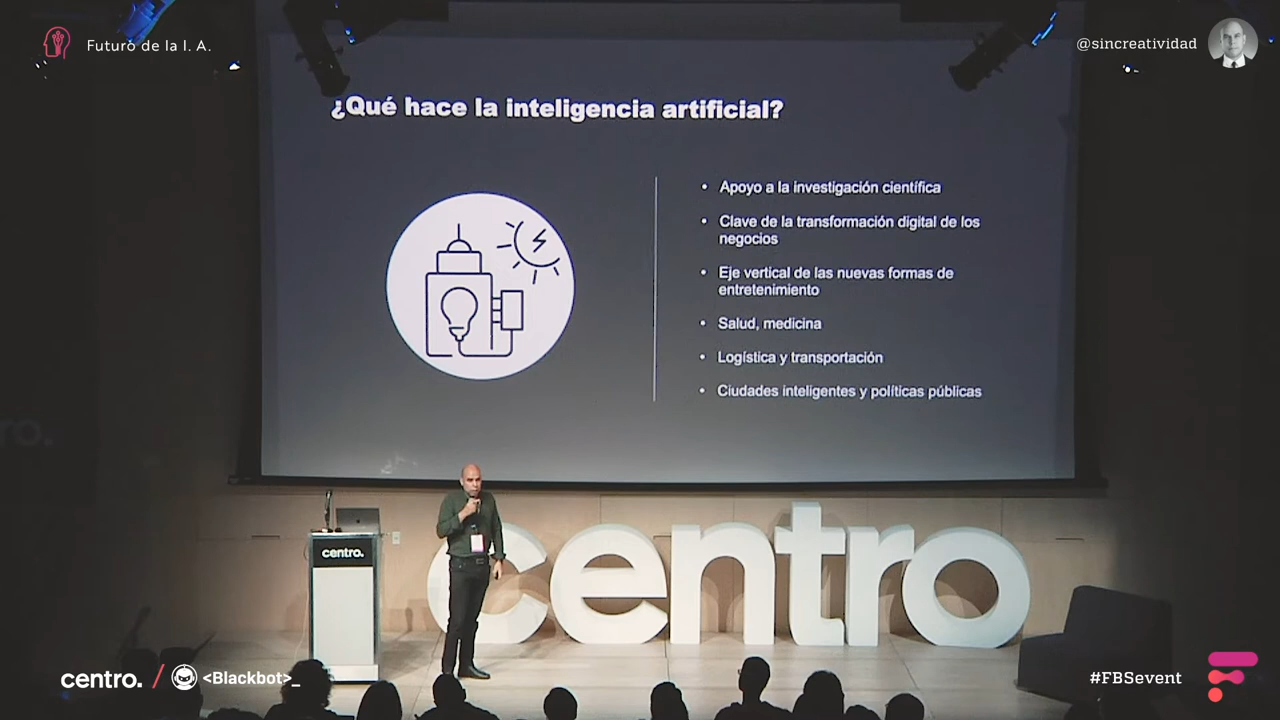 Futuro de la I. A.
@sincreatividad
¿Qué hace la inteligencia artificial?
• Apoyo a la investigación científica
• Clave de la transformación digital de los
negocios
• Eje vertical de las nuevas formas de
entretenimiento
• Salud, medicina
• Logística y transportación
• Ciudades inteligentes y políticas públicas
ro.
centro.
centro
centro. / <Blackbot>_
#FBSevent